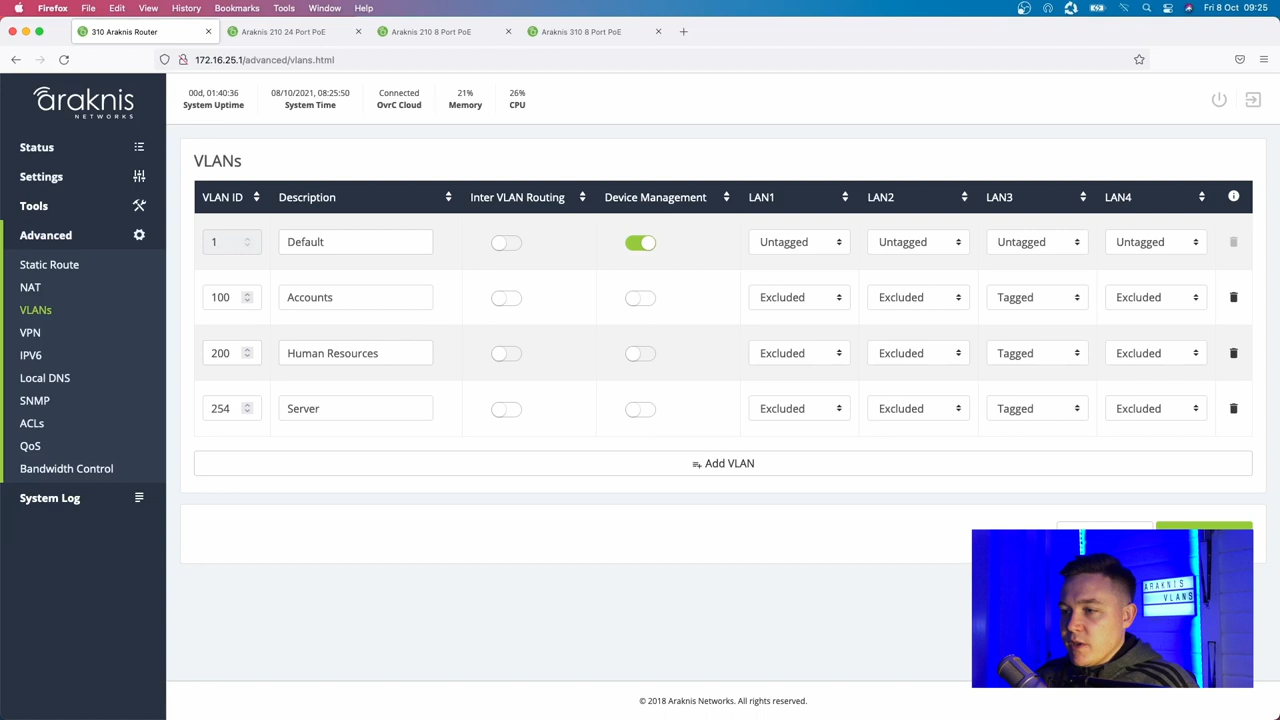 Firefox File Edit View History Bookmarks Tools Window Help Fri 8 Oct 09:25
310 Araknis Router Araknis 210 24 Port PoE Araknis 210 8 Port PoE Araknis 310 8 Port PoE
172.16.25.1/advanced/vlans.html
araknis
NETWORKS
00d, 01:40:36 08/10/2021, 08:25:50 Connected 21% 26%
System Uptime System Time OvrC Cloud Memory CPU
Status
Settings
Tools
Advanced
Static Route
NAT
VLANs
VPN
IPV6
Local DNS
SNMP
ACLs
QoS
Bandwidth Control
System Log
VLANs
VLAN ID Description Inter VLAN Routing Device Management LAN1 LAN2 LAN3 LAN4
1 Default Untagged Untagged Untagged Untagged
100 Accounts Excluded Excluded Tagged Excluded
200 Human Resources Excluded Excluded Tagged Excluded
254 Server Excluded Excluded Tagged Excluded
Add VLAN
ARAKNIS
VLANS
© 2018 Araknis Networks. All rights reserved.